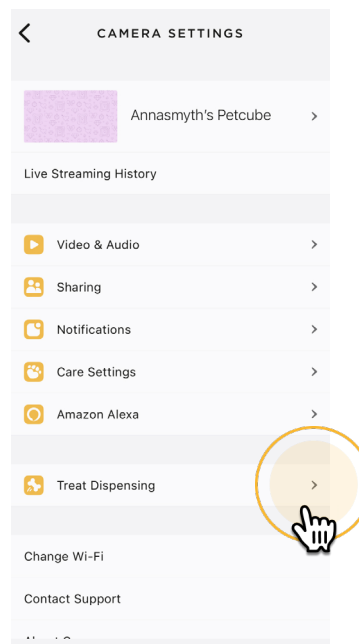 CAMERA SETTINGS
Annasmyth's Petcube
Live Streaming History
Video & Audio
Sharing
Notifications
Care Settings
Amazon Alexa
Treat Dispensing
Change Wi-Fi
Contact Support